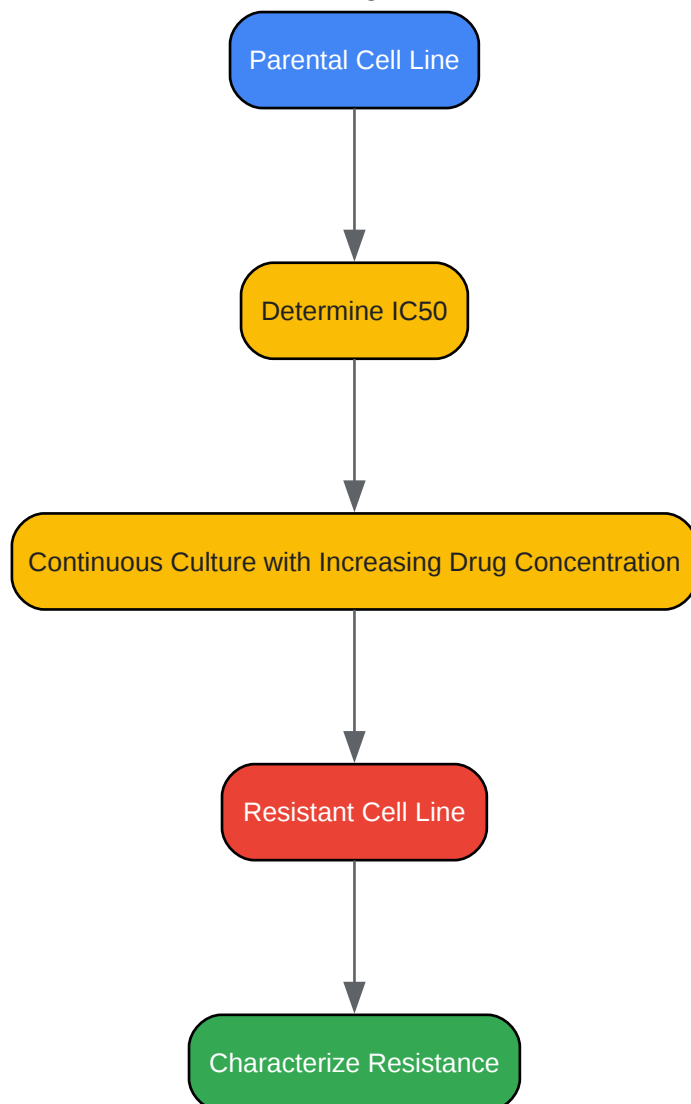 Parental Cell Line
Determine IC50
Continuous Culture with Increasing Drug Concentration
Resistant Cell Line
Characterize Resistance